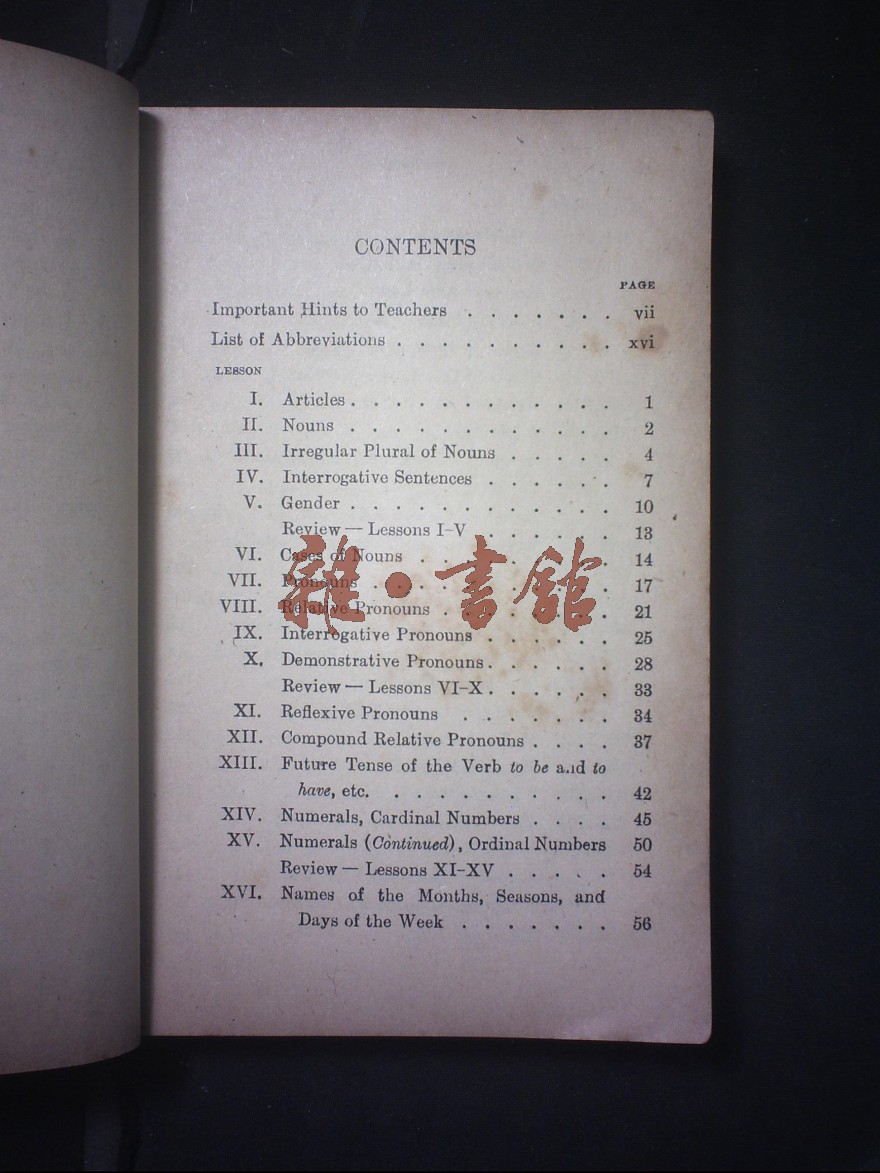 CONTENTS
PAGE
Important Hints to Teachers . . . . . . . vii
List of Abbreviations . . . . . . . . . . xvi
LESSON
I. Articles . . . . . . . . . . . . 1
II. Nouns . . . . . . . . . . . . 2
III. Irregular Plural of Nouns . . . . . 4
IV. Interrogative Sentences . . . . . . 7
V. Gender . . . . . . . . . . . . 10
Review — Lessons I–V . . . . . . 13
VI. Cases of Nouns . . . . . . . . . 14
VII. Pronouns . . . . . . . . . . . 17
VIII. Relative Pronouns . . . . . . . . 21
IX. Interrogative Pronouns . . . . . . 25
X. Demonstrative Pronouns . . . . . . 28
Review — Lessons VI–X . . . . . . 33
XI. Reflexive Pronouns . . . . . . . 34
XII. Compound Relative Pronouns . . . . 37
XIII. Future Tense of the Verb to be and to
have, etc. . . . . . . . . . . 42
XIV. Numerals, Cardinal Numbers . . . . 45
XV. Numerals (Continued), Ordinal Numbers 50
Review — Lessons XI–XV . . . . . 54
XVI. Names of the Months, Seasons, and
Days of the Week . . . . . . . 56
雜·書館